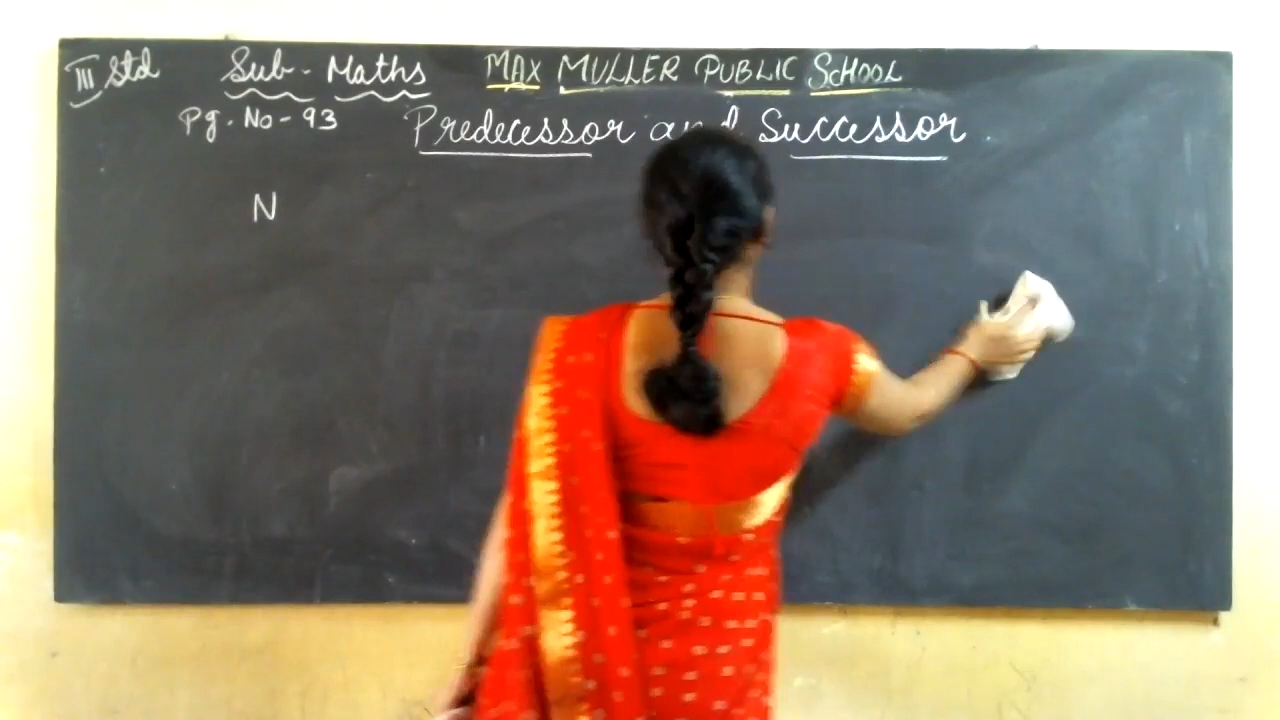 III Std Sub - Maths MAX MULLER PUBLIC SCHOOL
Pg. No - 93 Predecessor and Successor
N